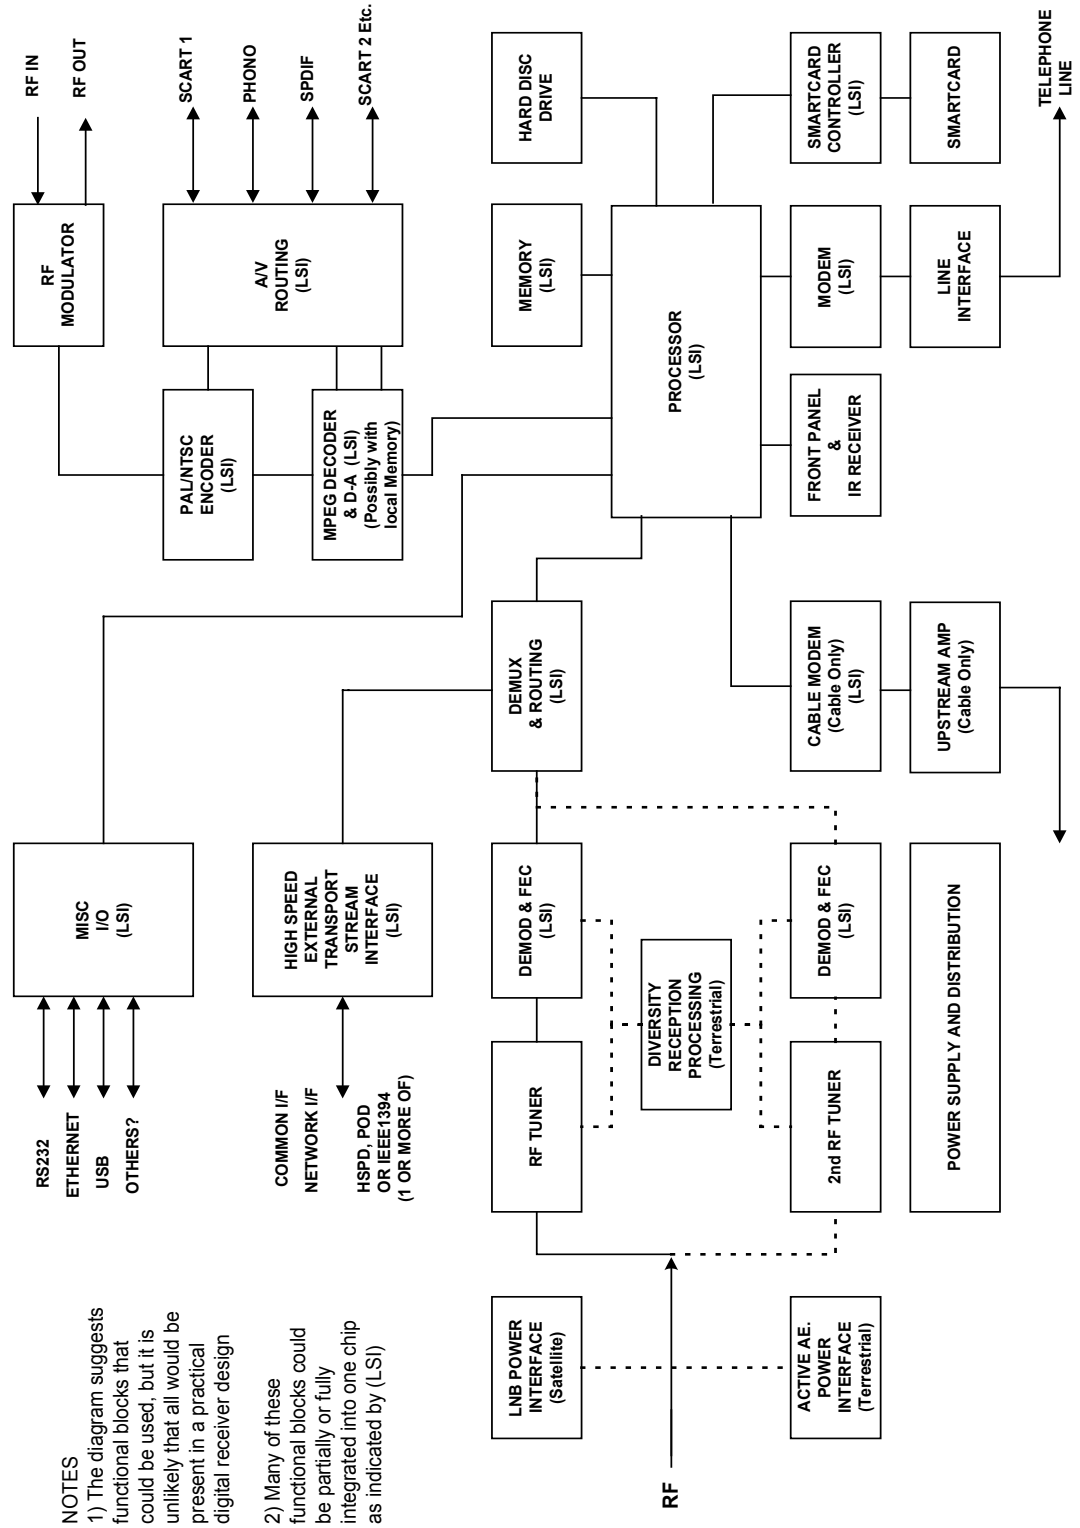 RS232
ETHERNET
USB
OTHERS?
MISC
I/O
(LSI)
RF
MODULATOR
RF IN
RF OUT
PAL/NTSC
ENCODER
(LSI)
A/V
ROUTING
(LSI)
SCART 1
PHONO
SPDIF
SCART 2 Etc.
MPEG DECODER
& D-A (LSI)
(Possibly with
local Memory)
COMMON I/F
NETWORK I/F
HSPD, POD
OR IEEE1394
(1 OR MORE OF)
HIGH SPEED
EXTERNAL
TRANSPORT
STREAM
INTERFACE
(LSI)
NOTES
1) The diagram suggests
functional blocks that
could be used, but it is
unlikely that all would be
present in a practical
digital receiver design
2) Many of these
functional blocks could
be partially or fully
integrated into one chip
as indicated by (LSI)
LNB POWER
INTERFACE
(Satellite)
RF TUNER
DEMOD & FEC
(LSI)
DEMUX
& ROUTING
(LSI)
MEMORY
(LSI)
HARD DISC
DRIVE
RF
DIVERSITY
RECEPTION
PROCESSING
(Terrestrial)
PROCESSOR
(LSI)
ACTIVE AE.
POWER
INTERFACE
(Terrestrial)
2nd RF TUNER
DEMOD & FEC
(LSI)
CABLE MODEM
(Cable Only)
(LSI)
FRONT PANEL
&
IR RECEIVER
MODEM
(LSI)
SMARTCARD
CONTROLLER
(LSI)
POWER SUPPLY AND DISTRIBUTION
UPSTREAM AMP
(Cable Only)
LINE
INTERFACE
SMARTCARD
TELEPHONE
LINE